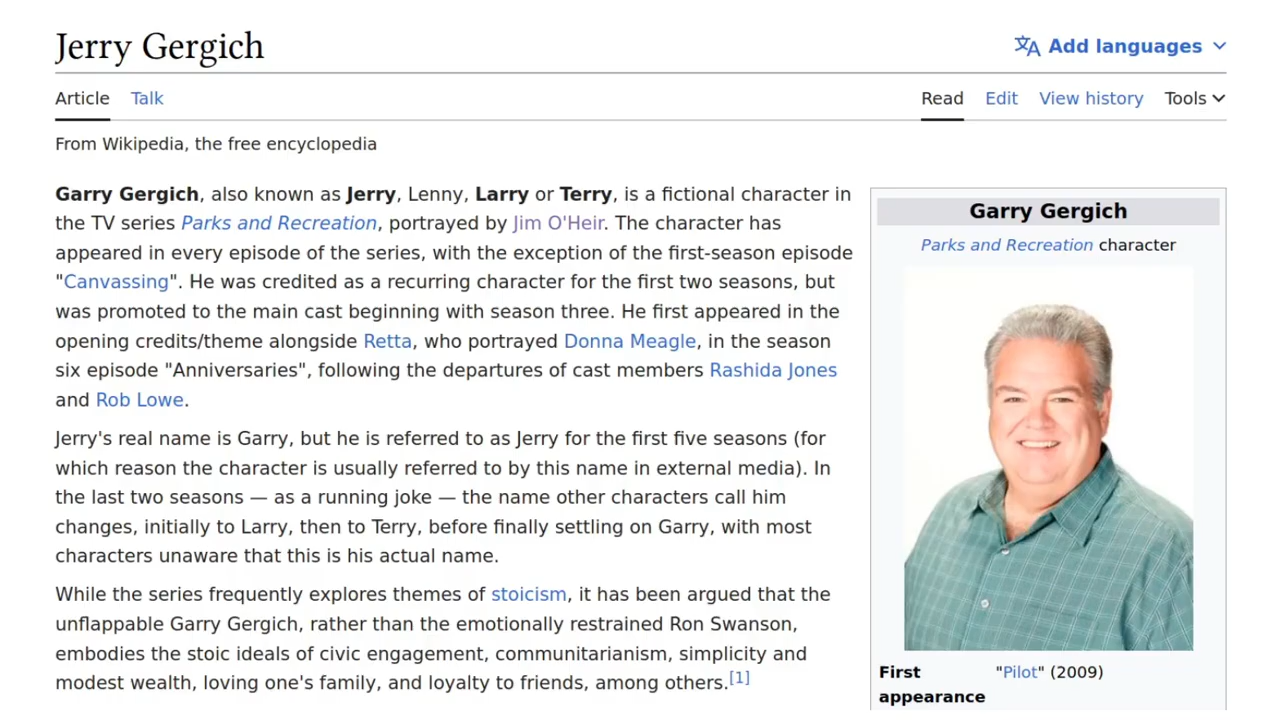 Jerry Gergich
Add languages
Article Talk
Read Edit View history Tools
From Wikipedia, the free encyclopedia
Garry Gergich, also known as Jerry, Lenny, Larry or Terry, is a fictional character in
the TV series Parks and Recreation, portrayed by Jim O'Heir. The character has
appeared in every episode of the series, with the exception of the first-season episode
"Canvassing". He was credited as a recurring character for the first two seasons, but
was promoted to the main cast beginning with season three. He first appeared in the
opening credits/theme alongside Retta, who portrayed Donna Meagle, in the season
six episode "Anniversaries", following the departures of cast members Rashida Jones
and Rob Lowe.
Jerry's real name is Garry, but he is referred to as Jerry for the first five seasons (for
which reason the character is usually referred to by this name in external media). In
the last two seasons — as a running joke — the name other characters call him
changes, initially to Larry, then to Terry, before finally settling on Garry, with most
characters unaware that this is his actual name.
While the series frequently explores themes of stoicism, it has been argued that the
unflappable Garry Gergich, rather than the emotionally restrained Ron Swanson,
embodies the stoic ideals of civic engagement, communitarianism, simplicity and
modest wealth, loving one's family, and loyalty to friends, among others.[1]
Garry Gergich
Parks and Recreation character
First "Pilot" (2009)
appearance